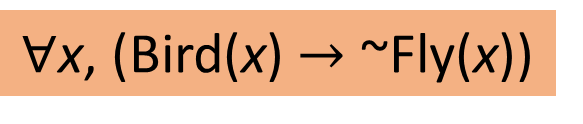 ∀x, (Bird(x) → ~Fly(x))